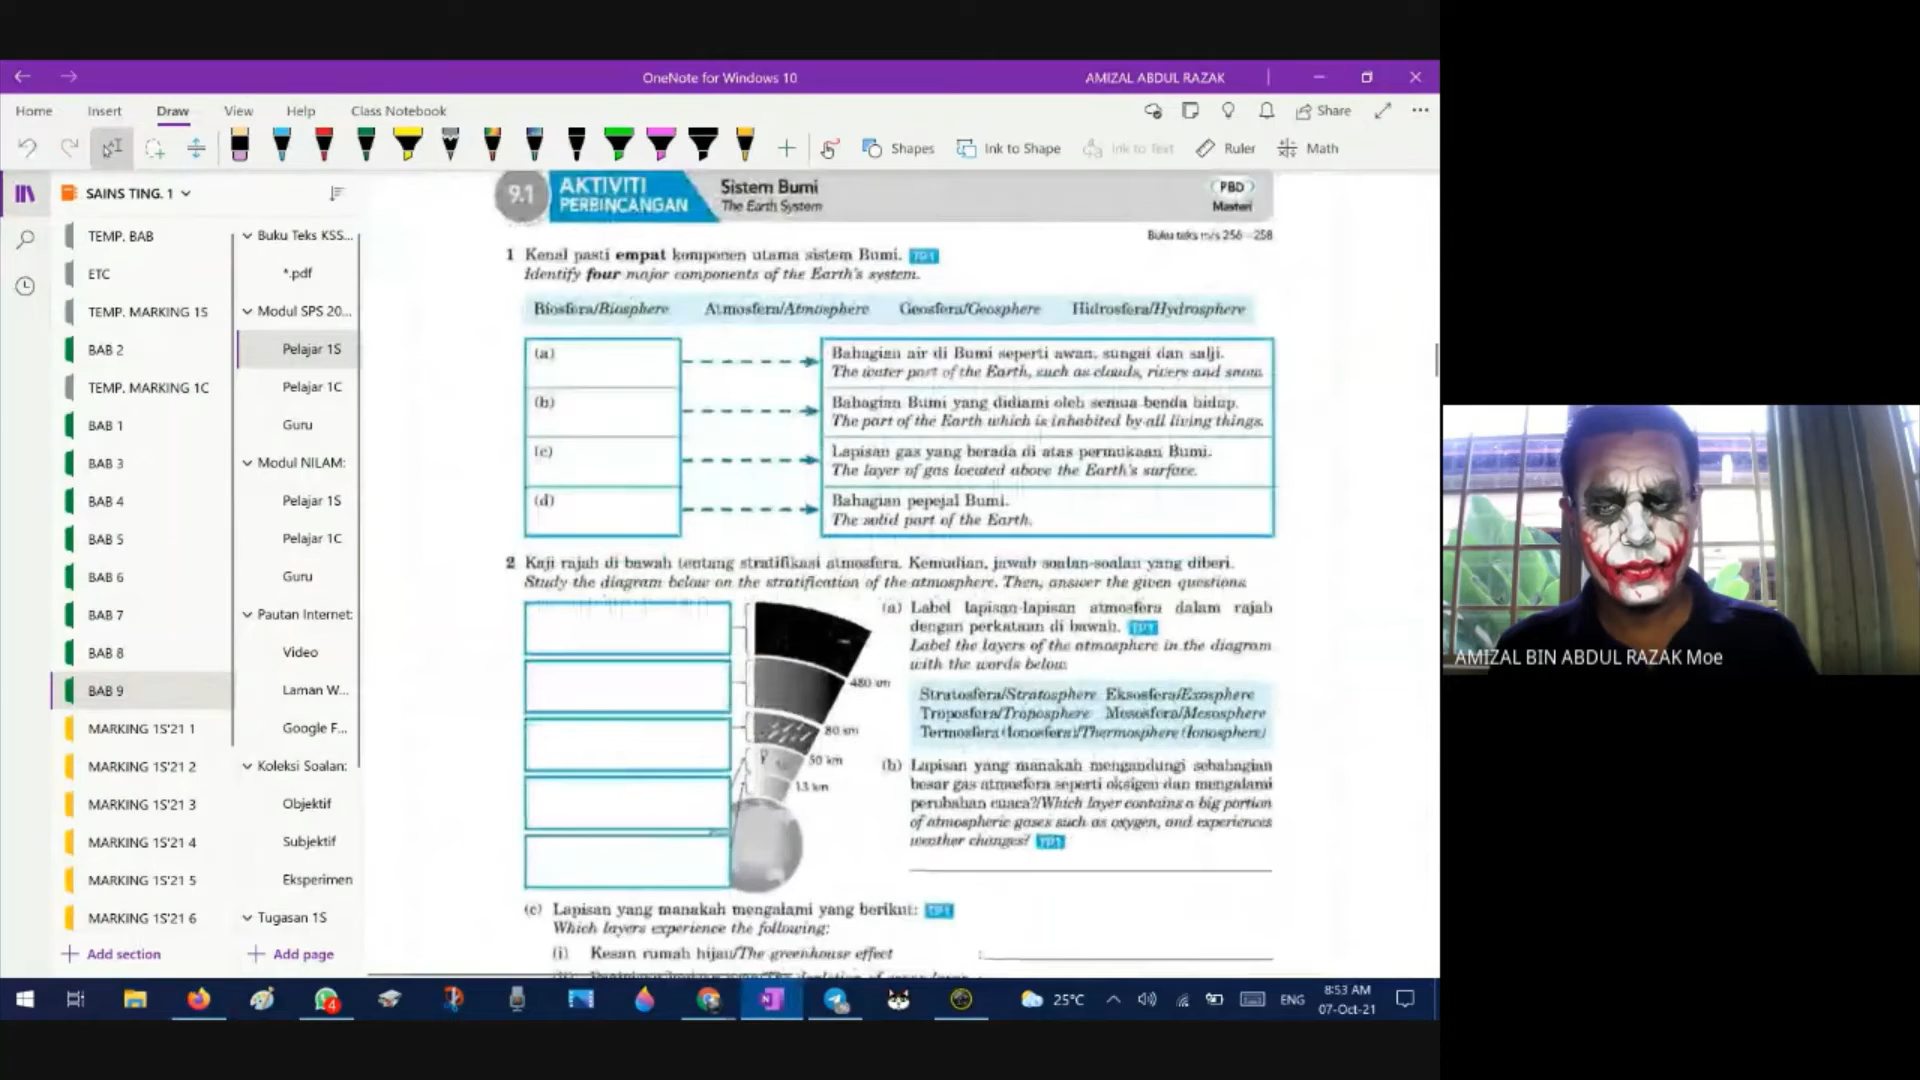 OneNote for Windows 10
AMIZAL ABDUL RAZAK
Home Insert Draw View Help Class Notebook
Share
Shapes Ink to Shape Ink to Text Ruler Math
SAINS TING. 1
TEMP. BAB
ETC
TEMP. MARKING 1S
BAB 2
TEMP. MARKING 1C
BAB 1
BAB 3
BAB 4
BAB 5
BAB 6
BAB 7
BAB 8
BAB 9
MARKING 1S'21 1
MARKING 1S'21 2
MARKING 1S'21 3
MARKING 1S'21 4
MARKING 1S'21 5
MARKING 1S'21 6
Add section
Buku Teks KSS...
*.pdf
Modul SPS 20...
Pelajar 1S
Pelajar 1C
Guru
Modul NILAM:
Pelajar 1S
Pelajar 1C
Guru
Pautan Internet:
Video
Laman W...
Google F...
Koleksi Soalan:
Objektif
Subjektif
Eksperimen
Tugasan 1S
Add page
9.1 AKTIVITI PERBINCANGAN
Sistem Bumi
The Earth System
PBD
Masteri
Buku teks m/s 256 – 258
1 Kenal pasti empat komponen utama sistem Bumi. TP1
Identify four major components of the Earth's system.
Biosfera/Biosphere Atmosfera/Atmosphere Geosfera/Geosphere Hidrosfera/Hydrosphere
(a)
Bahagian air di Bumi seperti awan, sungai dan salji.
The water part of the Earth, such as clouds, rivers and snow.
(b)
Bahagian Bumi yang didiami oleh semua benda hidup.
The part of the Earth which is inhabited by all living things.
(c)
Lapisan gas yang berada di atas permukaan Bumi.
The layer of gas located above the Earth's surface.
(d)
Bahagian pepejal Bumi.
The solid part of the Earth.
2 Kaji rajah di bawah tentang stratifikasi atmosfera. Kemudian, jawab soalan-soalan yang diberi.
Study the diagram below on the stratification of the atmosphere. Then, answer the given questions.
480 km
80 km
50 km
13 km
(a) Label lapisan-lapisan atmosfera dalam rajah
dengan perkataan di bawah. TP1
Label the layers of the atmosphere in the diagram
with the words below.
Stratosfera/Stratosphere Eksosfera/Exosphere
Troposfera/Troposphere Mesosfera/Mesosphere
Termosfera (Ionosfera)/Thermosphere (Ionosphere)
(b) Lapisan yang manakah mengandungi sebahagian
besar gas atmosfera seperti oksigen dan mengalami
perubahan cuaca?/Which layer contains a big portion
of atmospheric gases such as oxygen, and experiences
weather changes? TP1
(c) Lapisan yang manakah mengalami yang berikut: TP1
Which layers experience the following:
(i) Kesan rumah hijau/The greenhouse effect :
AMIZAL BIN ABDUL RAZAK Moe
4
25°C
ENG
8:53 AM
07-Oct-21